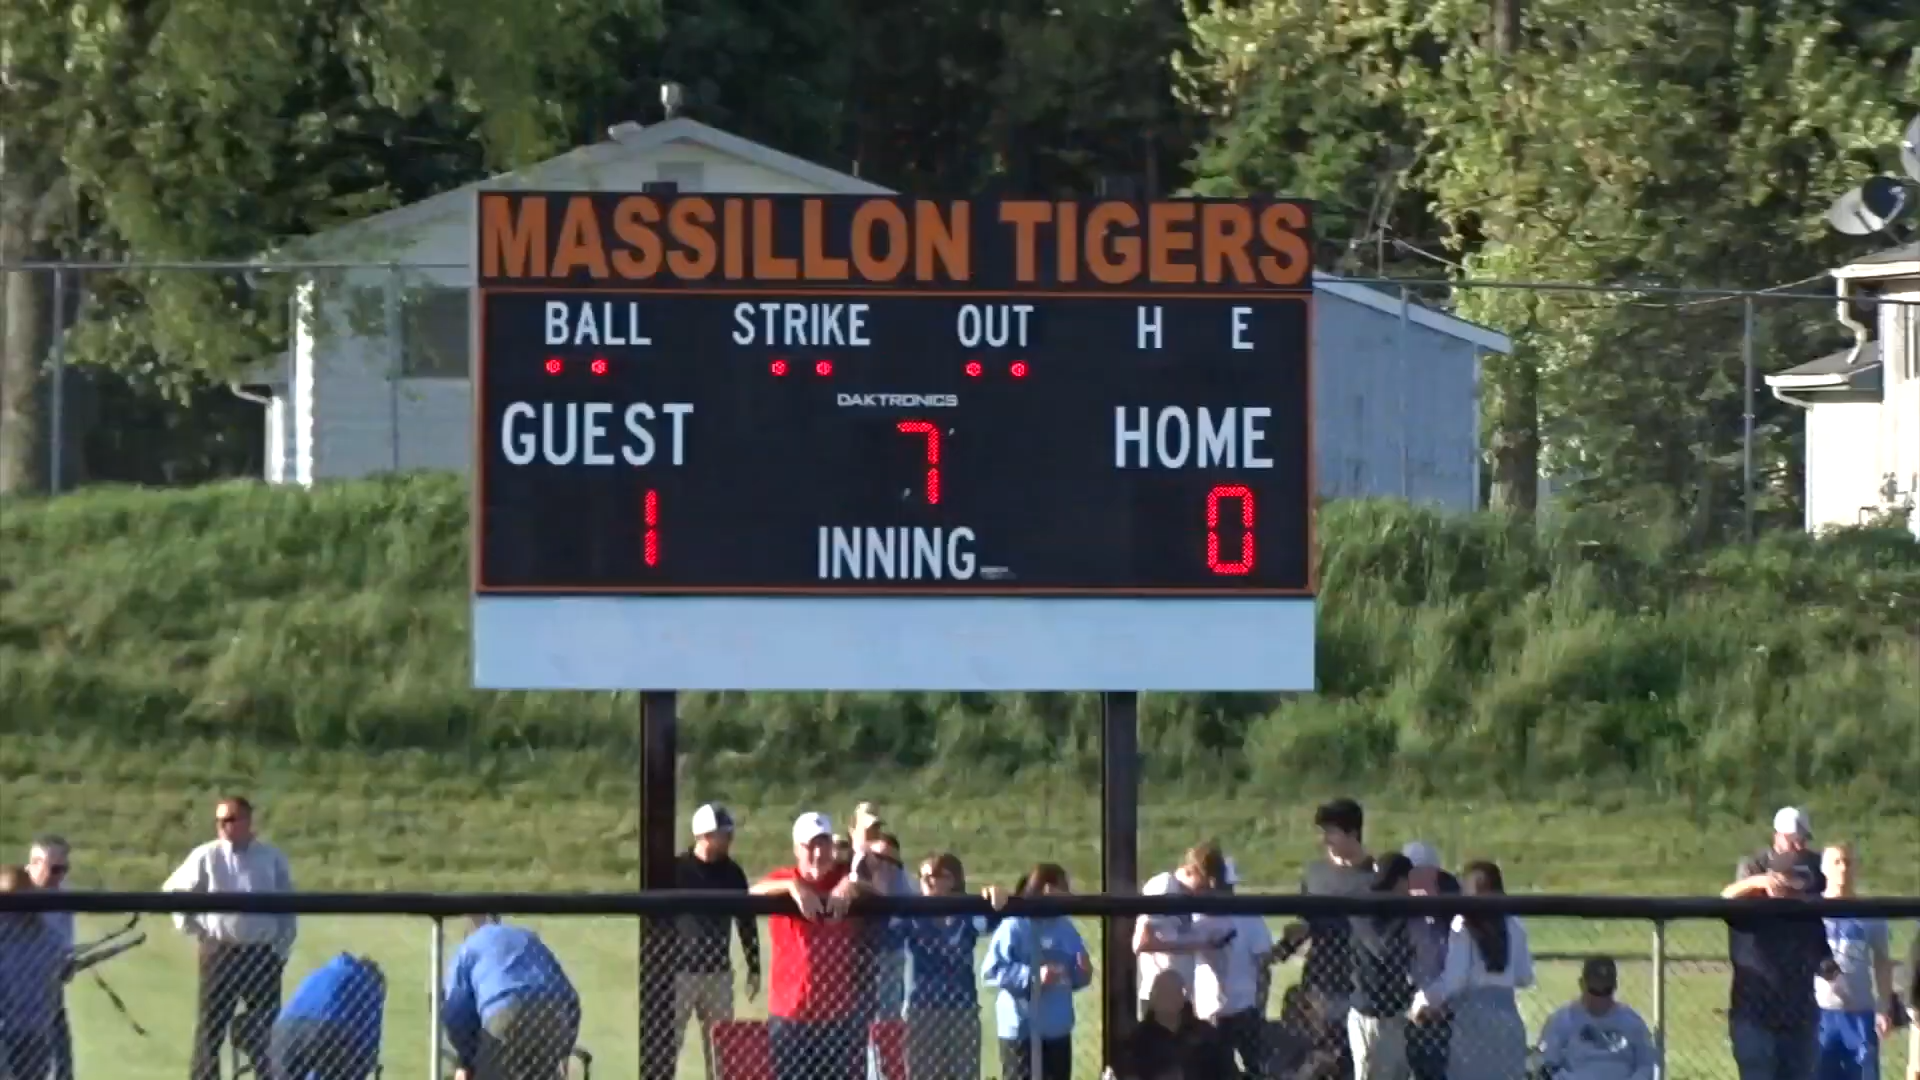 MASSILLON TIGERS
BALL STRIKE OUT H E
DAKTRONICS
GUEST 7 HOME
1 INNING 0